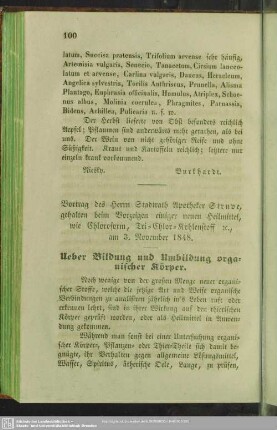 100
latum, Succisa pratensis, Trifolium arvense sehr häufig,
Artemisia vulgaris, Senecio, Tanacetum, Cirsium lanceo-
latum et arvense, Carlina vulgaris, Daucus, Heracleum,
Angelica sylvestris, Torilis Anthriscus, Prunella, Alisma
Plantago, Euphrasia officinalis, Humulus, Atriplex, Schoe-
nus albus, Molinia coerulea, Phragmites, Parnassia,
Bidens, Achillea, Pulicaria u. s. w.
Der Herbst lieferte von Obst besonders reichlich
Aepfel; Pflaumen sind anderwärts mehr gerathen, als bei
uns. Der Wein von nicht gehöriger Reife und ohne
Süßigkeit. Kraut und Kartoffeln reichlich; letztere nur
einzeln krank vorkommend.
Niesky. Burkhardt.
Vortrag des Herrn Stadtrath Apotheker Struve,
gehalten beim Vorzeigen einiger neuen Heilmittel,
wie Chloroform, Tri-Chlor-Kohlenstoff ꝛc.,
am 3. November 1848.
Ueber Bildung und Umbildung orga-
nischer Körper.
Noch wenige von der großen Menge neuer organi-
scher Stoffe, welche die jetzige Art und Weise organische
Verbindungen zu analisiren jährlich in's Leben ruft oder
erkennen lehrt, sind in ihrer Wirkung auf den thierischen
Körper geprüft worden, oder als Heilmittel in Anwen-
dung gekommen.
Während man sonst bei einer Untersuchung organi-
scher Körper, Pflanzen- oder Thier-Theile sich damit be-
gnügte, ihr Verhalten gegen allgemeine Lösungsmittel,
Wasser, Spiritus, ätherische Oele, Lauge, zu prüfen,